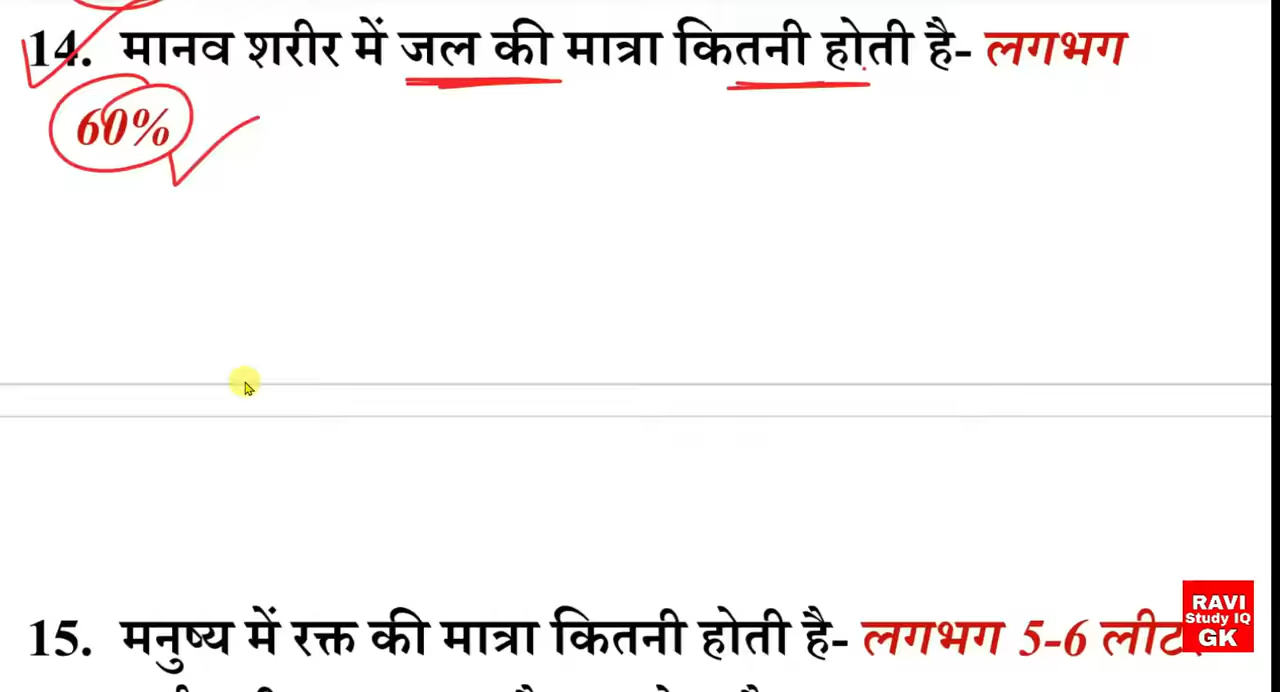 14. मानव शरीर में जल की मात्रा कितनी होती है- लगभग
60%
15. मनुष्य में रक्त की मात्रा कितनी होती है- लगभग 5-6
RAVI
Study IQ
GK